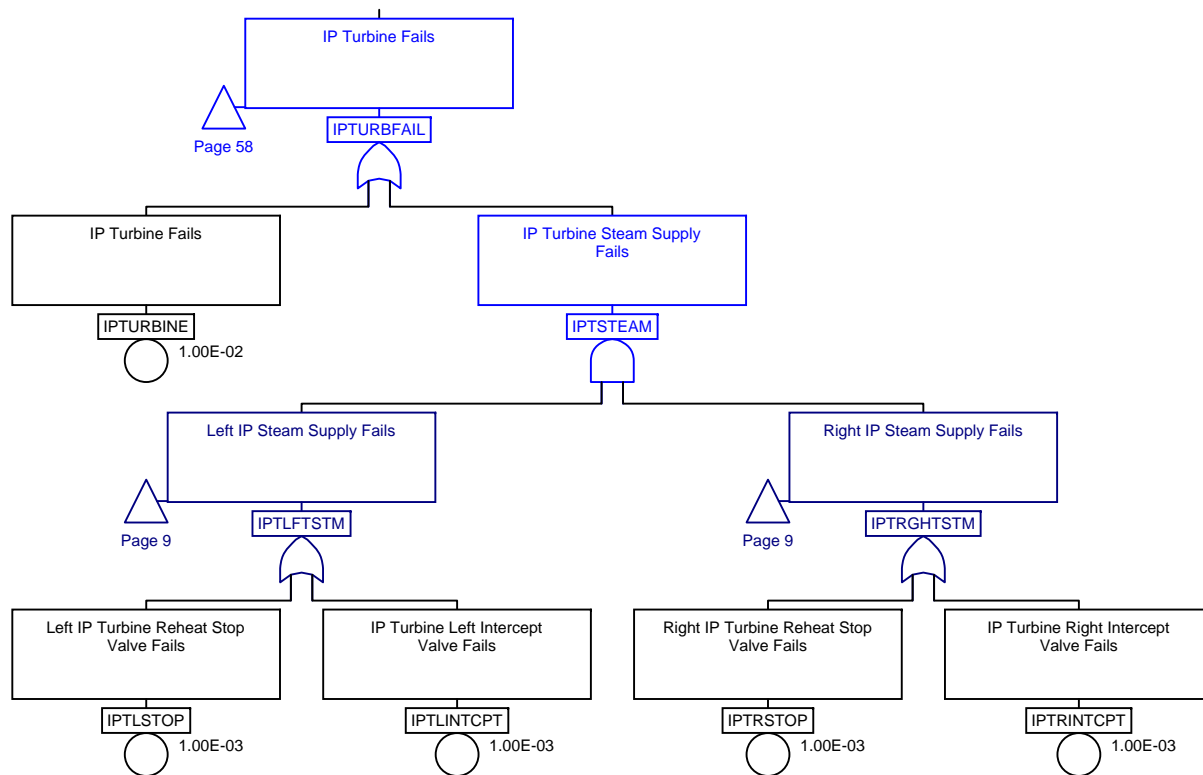 IP Turbine Fails
IPTURBFAIL
Page 58
IP Turbine Fails
IPTURBINE
1.00E-02
IP Turbine Steam Supply
Fails
IPTSTEAM
Left IP Steam Supply Fails
IPTLFTSTM
Page 9
Right IP Steam Supply Fails
IPTRGHTSTM
Page 9
Left IP Turbine Reheat Stop
Valve Fails
IPTLSTOP
1.00E-03
IP Turbine Left Intercept
Valve Fails
IPTLINTCPT
1.00E-03
Right IP Turbine Reheat Stop
Valve Fails
IPTRSTOP
1.00E-03
IP Turbine Right Intercept
Valve Fails
IPTRINTCPT
1.00E-03